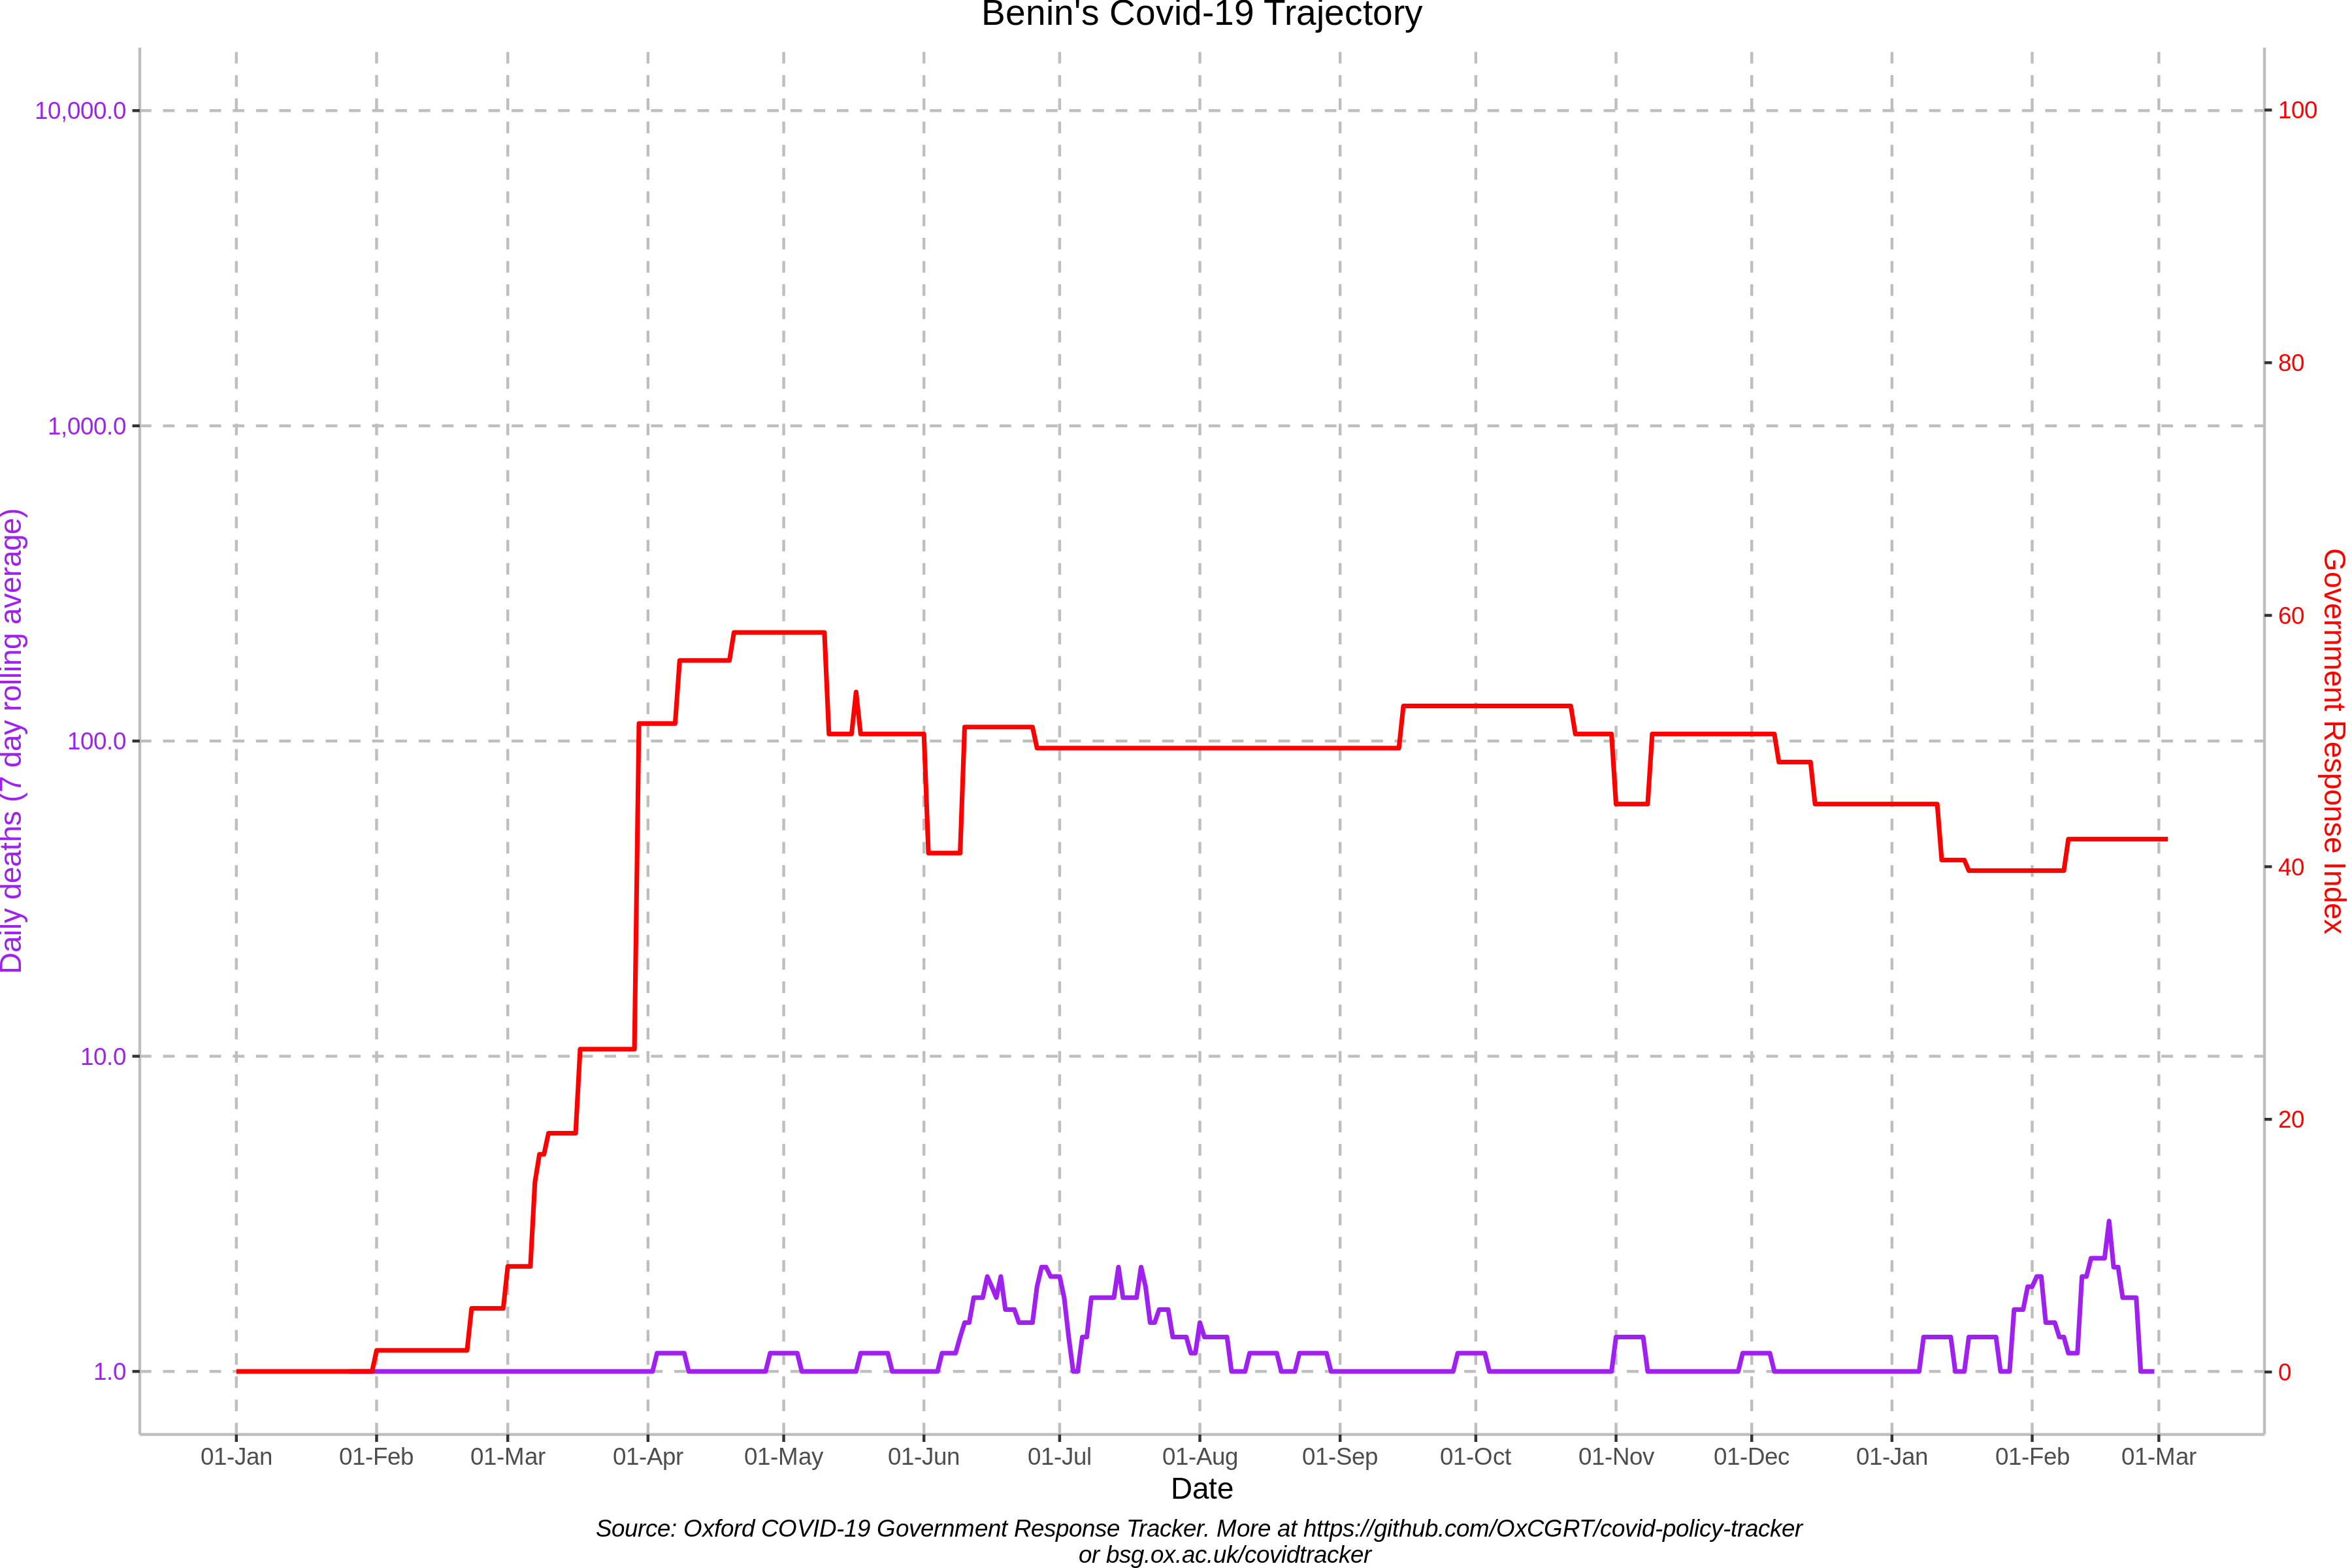 Benin's Covid-19 Trajectory
Daily deaths (7 day rolling average)
10,000.0
1,000.0
100.0
10.0
1.0
100
80
60
40
20
0
Government Response Index
01-Jan 01-Feb 01-Mar 01-Apr 01-May 01-Jun 01-Jul 01-Aug 01-Sep 01-Oct 01-Nov 01-Dec 01-Jan 01-Feb 01-Mar
Date
Source: Oxford COVID-19 Government Response Tracker. More at https://github.com/OxCGRT/covid-policy-tracker
or bsg.ox.ac.uk/covidtracker